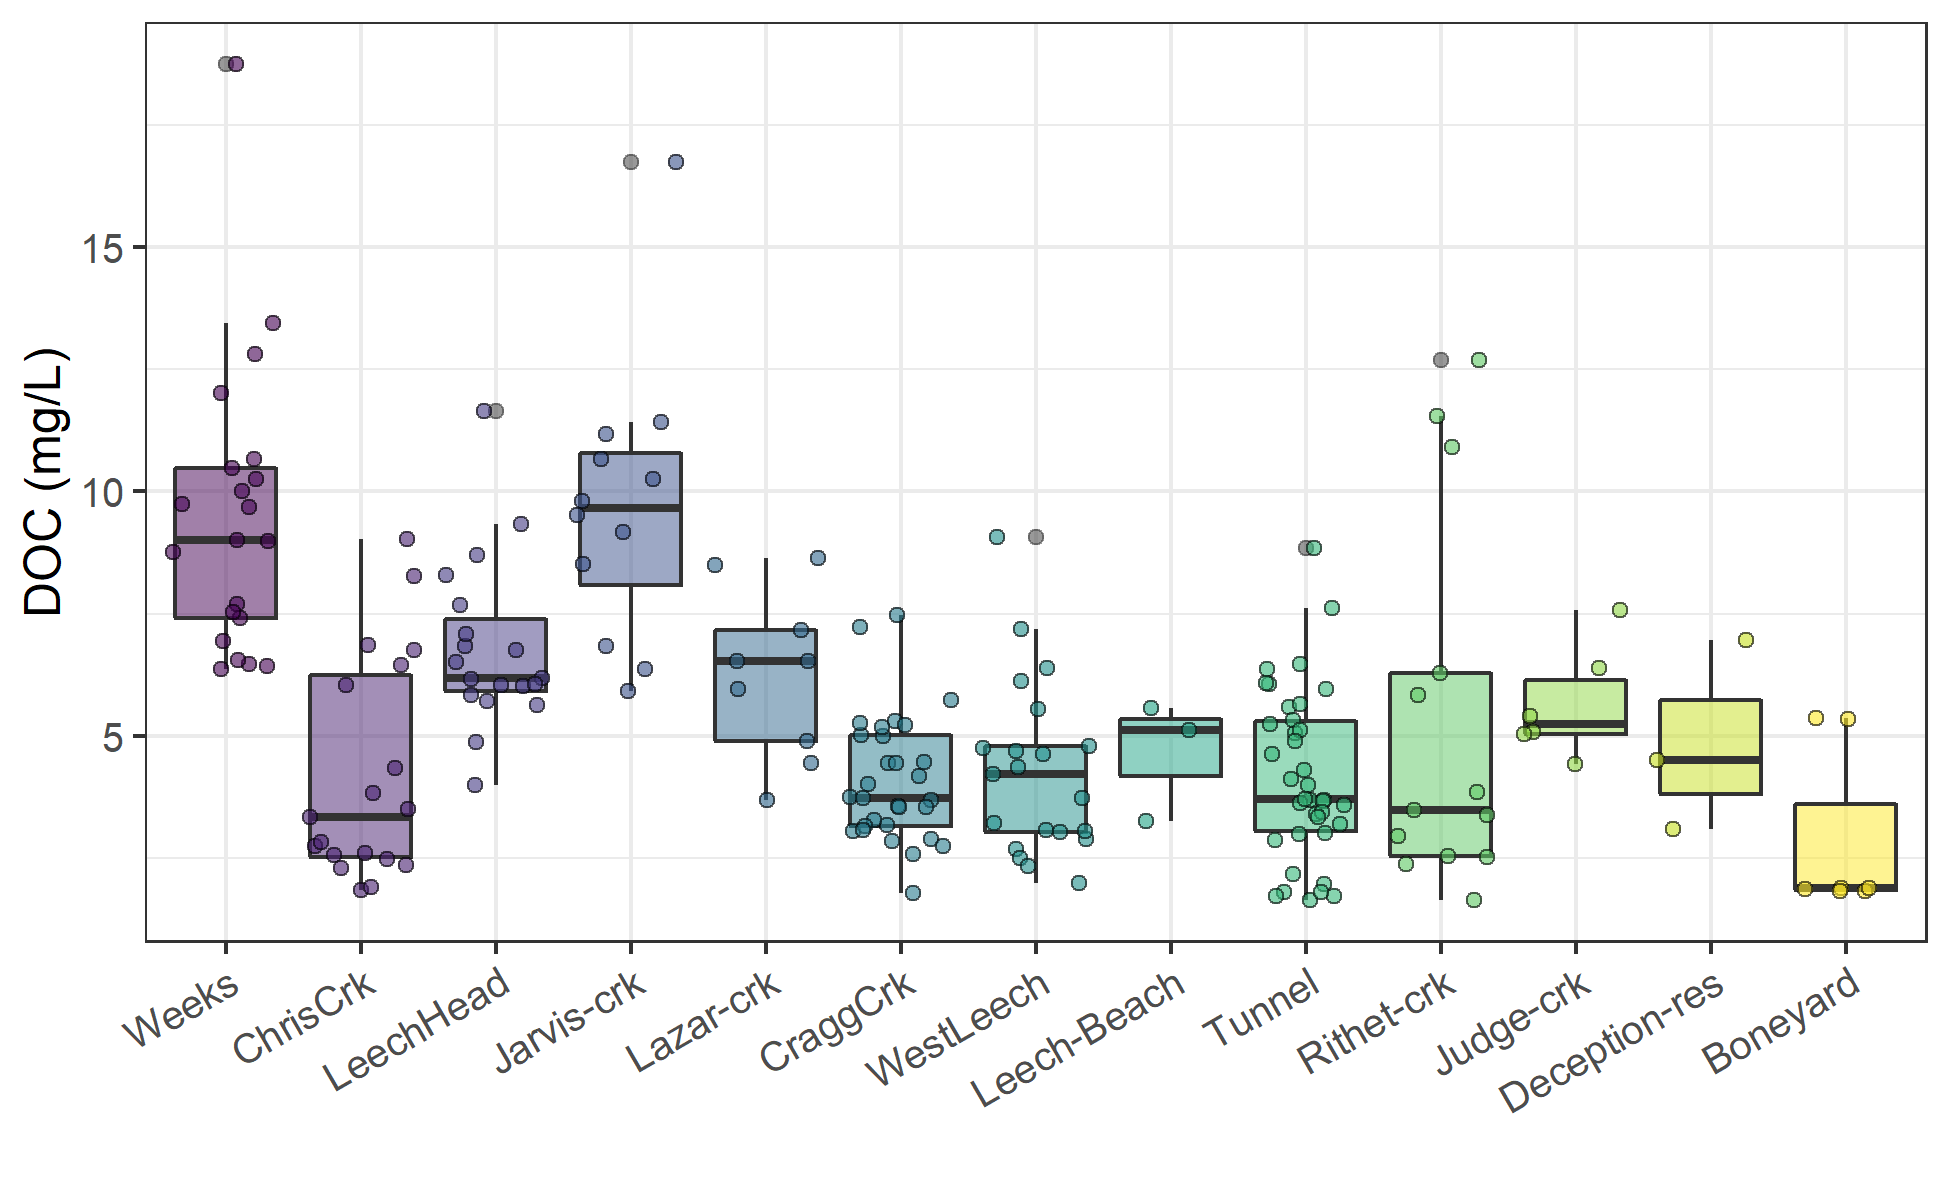 DOC (mg/L)
15
10
5
Weeks
ChrisCrk
LeechHead
Jarvis-crk
Lazar-crk
CraggCrk
WestLeech
Leech-Beach
Tunnel
Rithet-crk
Judge-crk
Deception-res
Boneyard